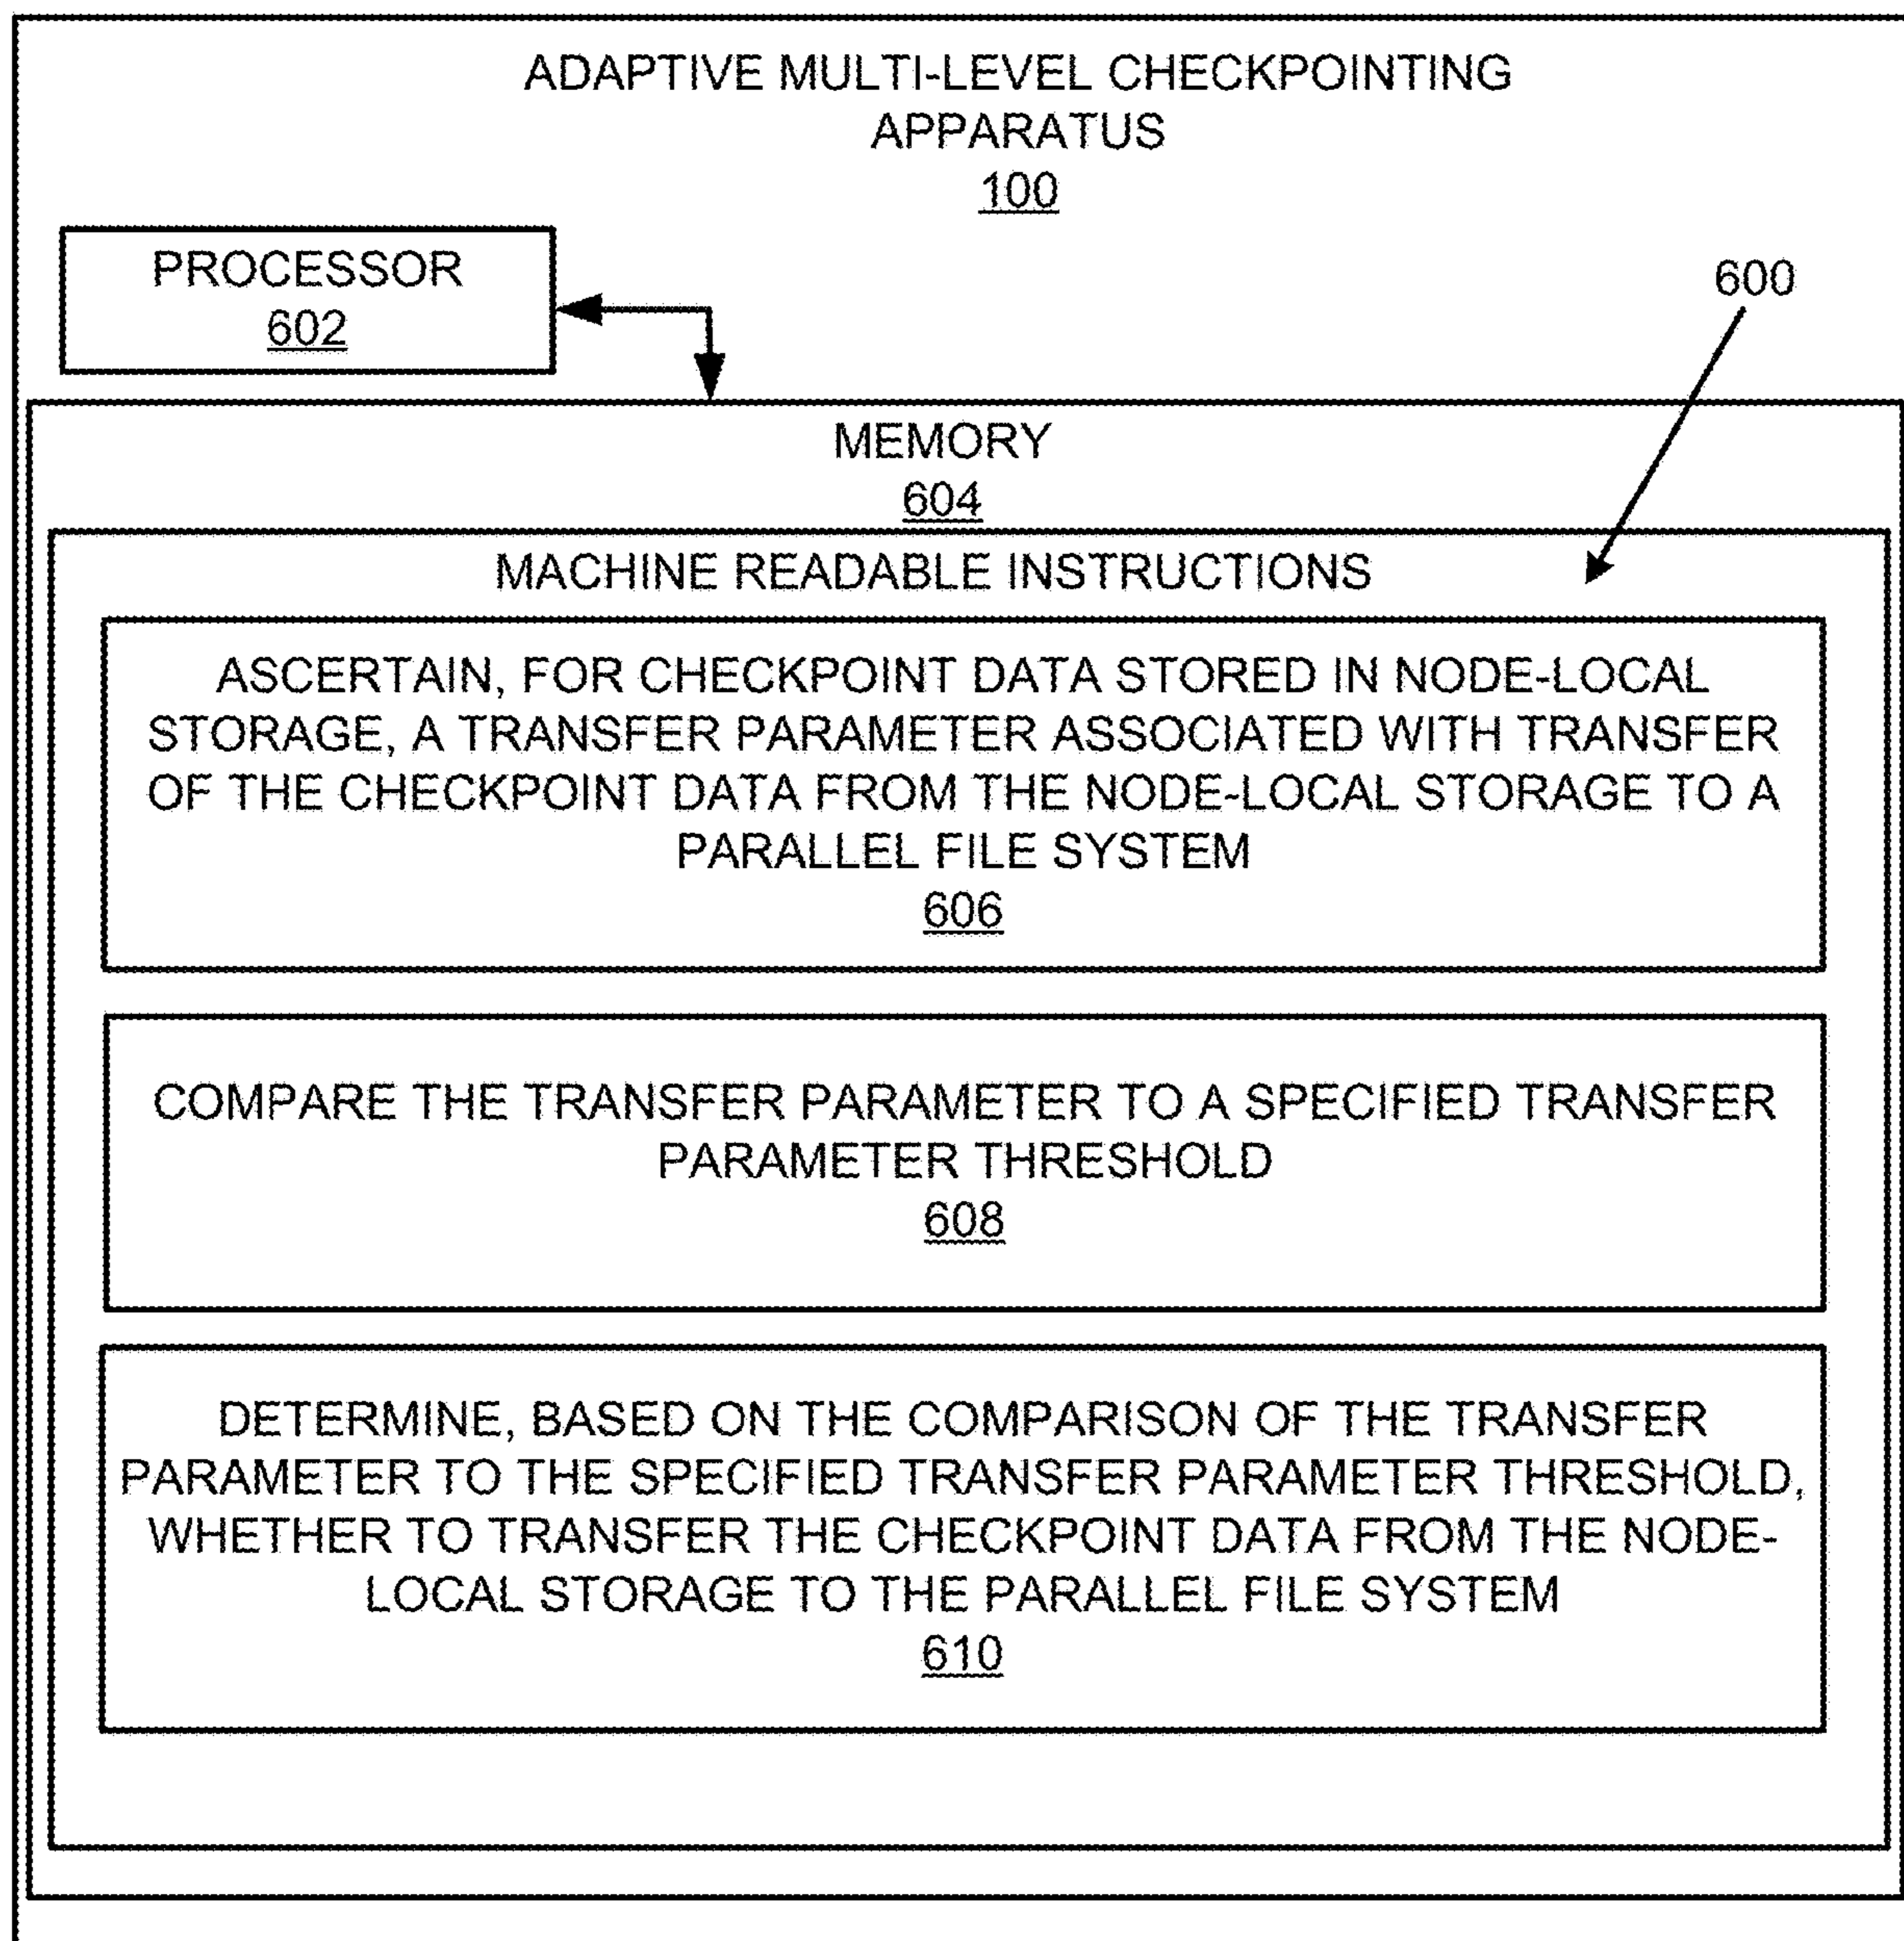 ADAPTIVE MULTI-LEVEL CHECKPOINTING
APPARATUS
100
PROCESSOR
602
600
MEMORY
604
MACHINE READABLE INSTRUCTIONS
ASCERTAIN, FOR CHECKPOINT DATA STORED IN NODE-LOCAL
STORAGE, A TRANSFER PARAMETER ASSOCIATED WITH TRANSFER
OF THE CHECKPOINT DATA FROM THE NODE-LOCAL STORAGE TO A
PARALLEL FILE SYSTEM
606
COMPARE THE TRANSFER PARAMETER TO A SPECIFIED TRANSFER
PARAMETER THRESHOLD
608
DETERMINE, BASED ON THE COMPARISON OF THE TRANSFER
PARAMETER TO THE SPECIFIED TRANSFER PARAMETER THRESHOLD,
WHETHER TO TRANSFER THE CHECKPOINT DATA FROM THE NODE-
LOCAL STORAGE TO THE PARALLEL FILE SYSTEM
610